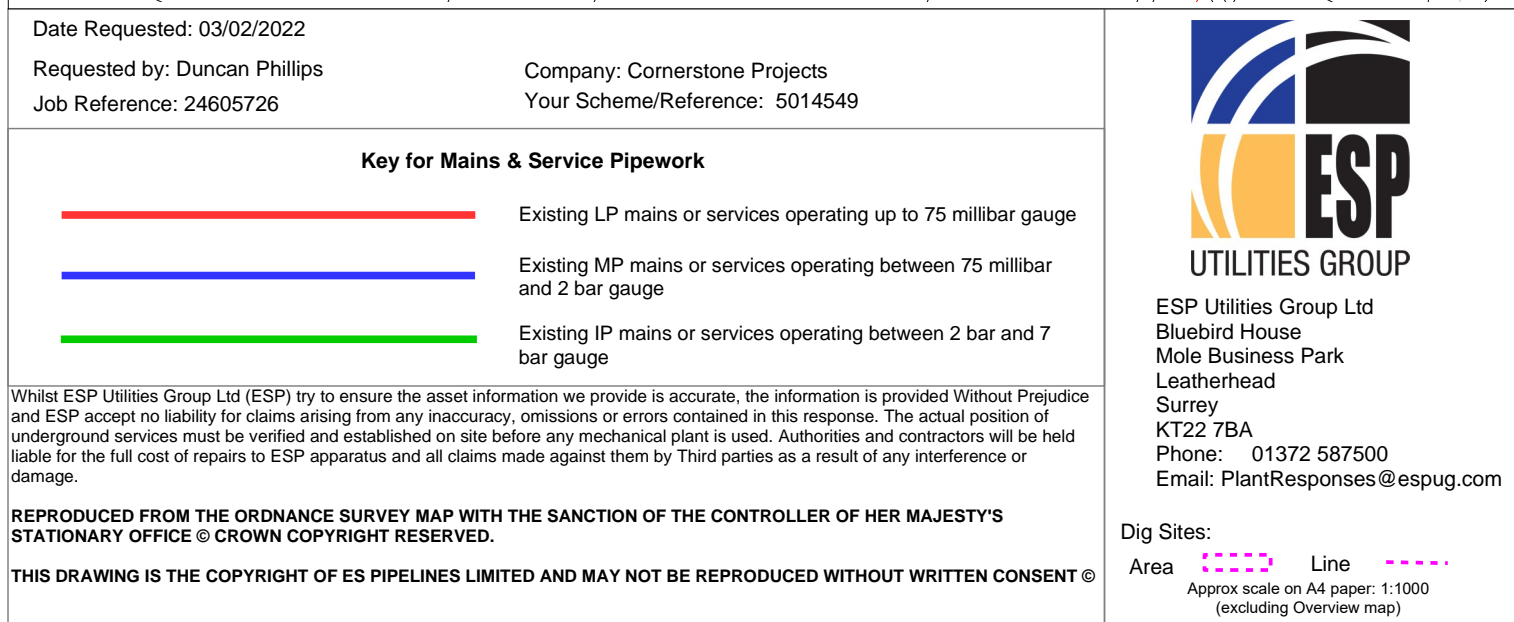 Date Requested: 03/02/2022
Requested by: Duncan Phillips
Company: Cornerstone Projects
Job Reference: 24605726
Your Scheme/Reference: 5014549
Key for Mains & Service Pipework
Existing LP mains or services operating up to 75 millibar gauge
Existing MP mains or services operating between 75 millibar
and 2 bar gauge
Existing IP mains or services operating between 2 bar and 7
bar gauge
Whilst ESP Utilities Group Ltd (ESP) try to ensure the asset information we provide is accurate, the information is provided Without Prejudice
and ESP accept no liability for claims arising from any inaccuracy, omissions or errors contained in this response. The actual position of
underground services must be verified and established on site before any mechanical plant is used. Authorities and contractors will be held
liable for the full cost of repairs to ESP apparatus and all claims made against them by Third parties as a result of any interference or
damage.
REPRODUCED FROM THE ORDNANCE SURVEY MAP WITH THE SANCTION OF THE CONTROLLER OF HER MAJESTY'S
STATIONARY OFFICE © CROWN COPYRIGHT RESERVED.
THIS DRAWING IS THE COPYRIGHT OF ES PIPELINES LIMITED AND MAY NOT BE REPRODUCED WITHOUT WRITTEN CONSENT ©
ESP
UTILITIES GROUP
ESP Utilities Group Ltd
Bluebird House
Mole Business Park
Leatherhead
Surrey
KT22 7BA
Phone: 01372 587500
Email: PlantResponses@espug.com
Dig Sites:
Area
Line
Approx scale on A4 paper: 1:1000
(excluding Overview map)